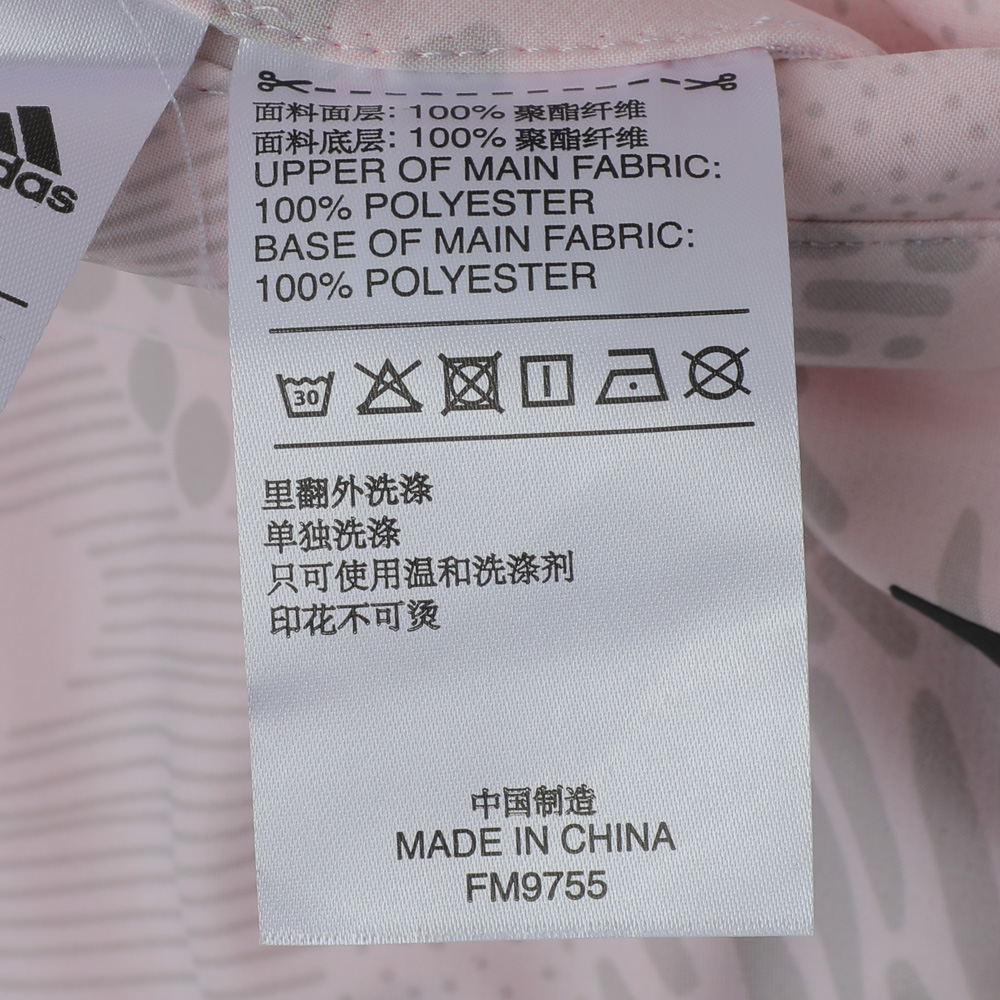 das
面料面层: 100% 聚酯纤维
面料底层: 100% 聚酯纤维
UPPER OF MAIN FABRIC:
100% POLYESTER
BASE OF MAIN FABRIC:
100% POLYESTER
30
里翻外洗涤
单独洗涤
只可使用温和洗涤剂
印花不可烫
中国制造
MADE IN CHINA
FM9755